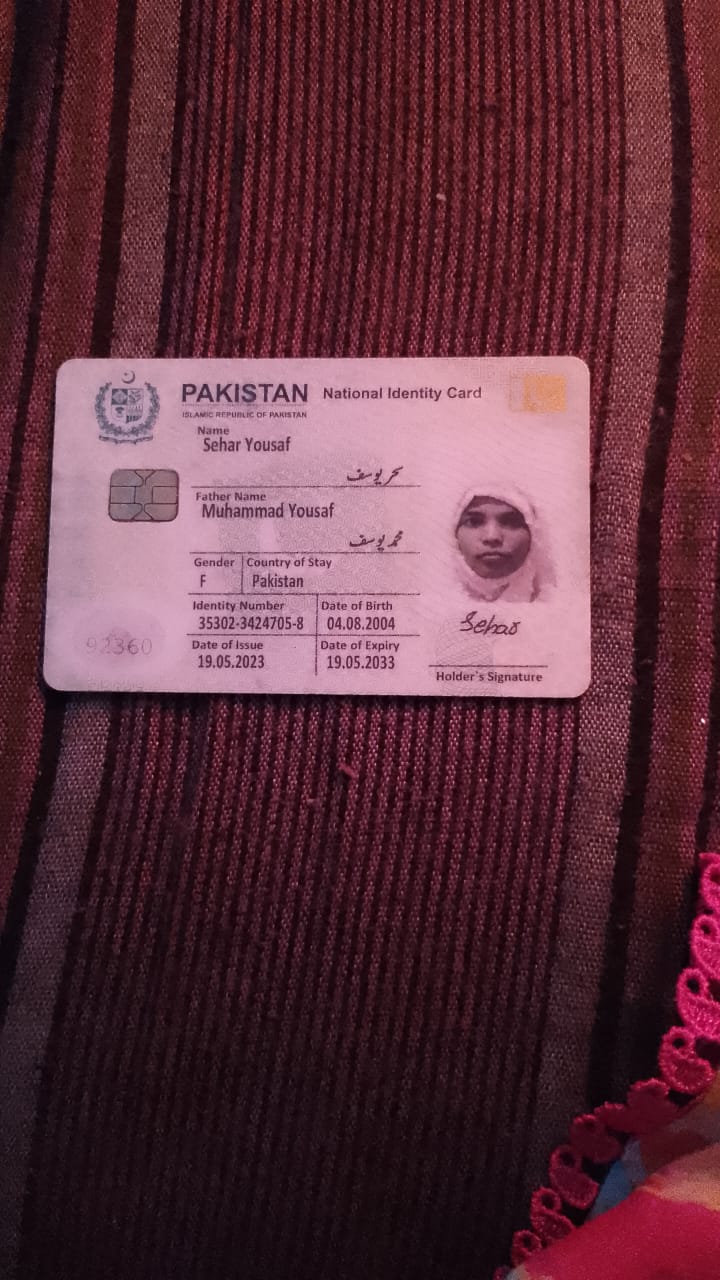 PAKISTAN National Identity Card
ISLAMIC REPUBLIC OF PAKISTAN
Name
Sehar Yousaf
سحر یوسف
Father Name
Muhammad Yousaf
محمد یوسف
Gender Country of Stay
F Pakistan
Identity Number Date of Birth
35302-3424705-8 04.08.2004
Date of Issue Date of Expiry
19.05.2023 19.05.2033
92360
Sehar
Holder`s Signature